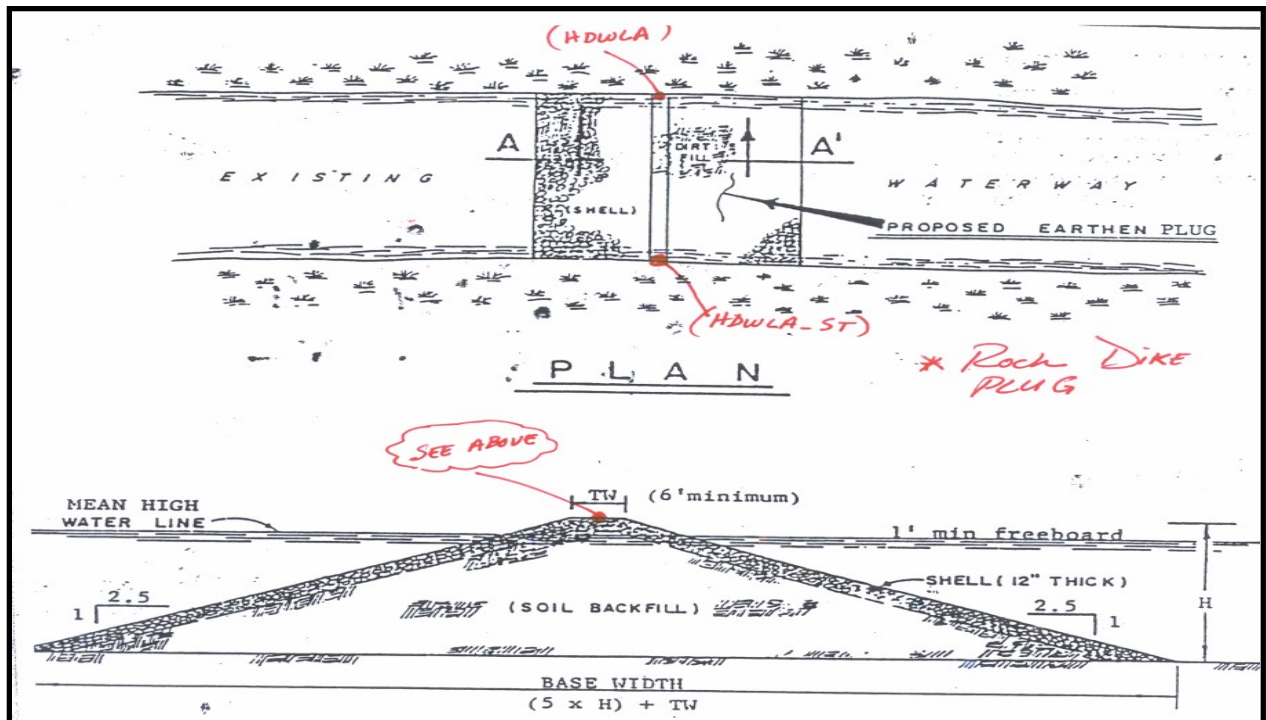 (HDWLA)
A
DIRT
FILL
A'
EXISTING
WATERWAY
(SHELL)
PROPOSED EARTHEN PLUG
(HDWLA_ST)
PLAN
* Rock DIKE
PLUG
SEE ABOVE
TW (6'minimum)
MEAN HIGH
WATER LINE
1' min freeboard
SHELL(12" THICK)
2.5
1
(SOIL BACKFILL)
2.5
1
H
BASE WIDTH
(5 x H) + TW